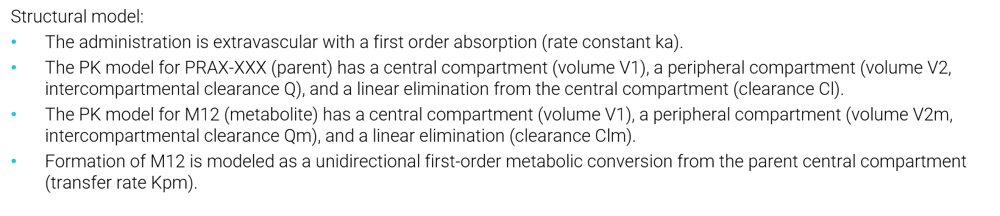 Structural model:
• The administration is extravascular with a first order absorption (rate constant ka).
• The PK model for PRAX-XXX (parent) has a central compartment (volume V1), a peripheral compartment (volume V2,
intercompartmental clearance Q), and a linear elimination from the central compartment (clearance Cl).
• The PK model for M12 (metabolite) has a central compartment (volume V1), a peripheral compartment (volume V2m,
intercompartmental clearance Qm), and a linear elimination (clearance Clm).
• Formation of M12 is modeled as a unidirectional first-order metabolic conversion from the parent central compartment
(transfer rate Kpm).